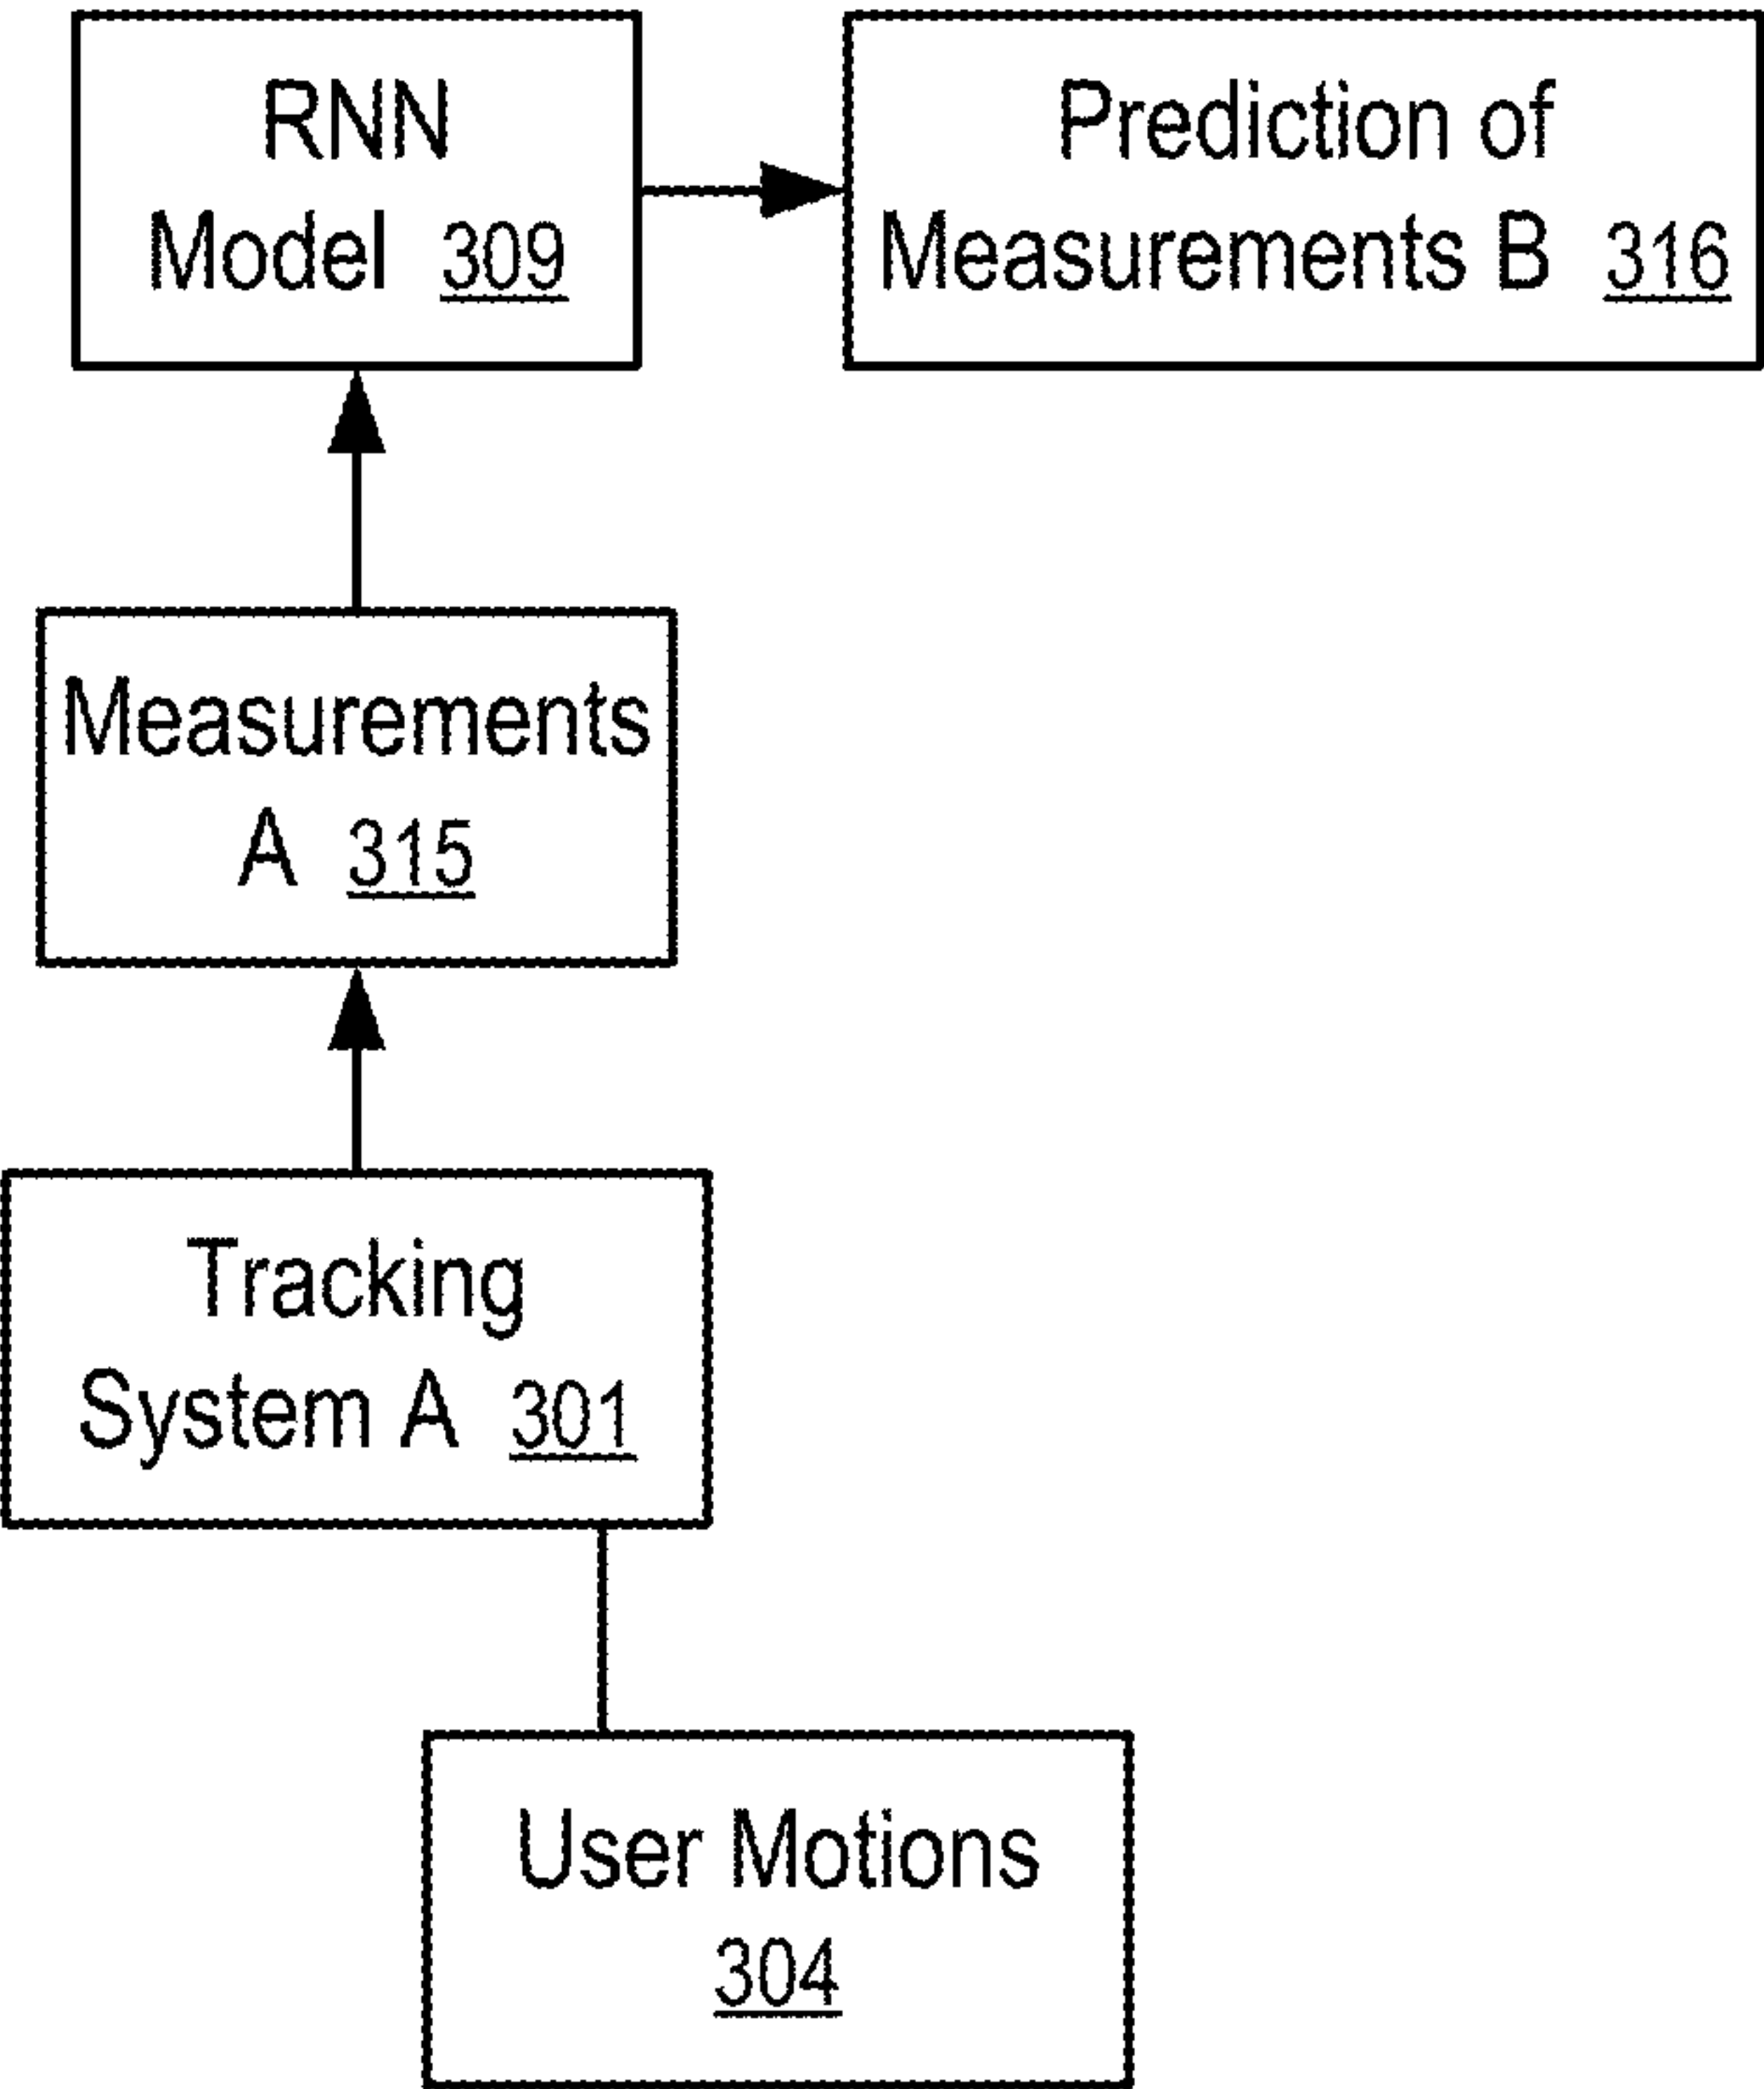 RNN
Model 309
Prediction of
Measurements B 316
Measurements
A 315
Tracking
System A 301
User Motions
304